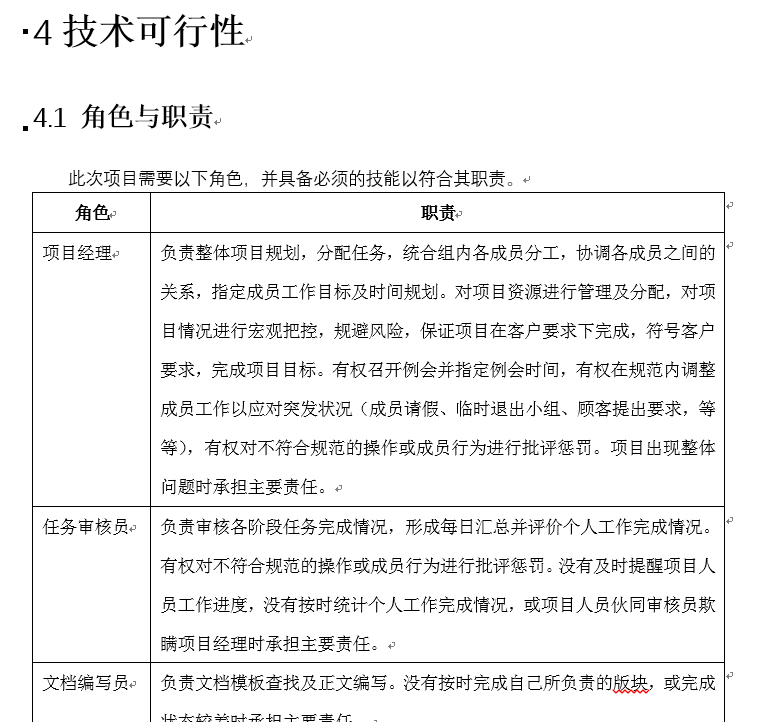 4 技术可行性
4.1 角色与职责
此次项目需要以下角色，并具备必须的技能以符合其职责。
角色 职责
项目经理 负责整体项目规划，分配任务，统合组内各成员分工，协调各成员之间的
关系，指定成员工作目标及时间规划。对项目资源进行管理及分配，对项
目情况进行宏观把控，规避风险，保证项目在客户要求下完成，符号客户
要求，完成项目目标。有权召开例会并指定例会时间，有权在规范内调整
成员工作以应对突发状况（成员请假、临时退出小组、顾客提出要求，等
等），有权对不符合规范的操作或成员行为进行批评惩罚。项目出现整体
问题时承担主要责任。
任务审核员 负责审核各阶段任务完成情况，形成每日汇总并评价个人工作完成情况。
有权对不符合规范的操作或成员行为进行批评惩罚。没有及时提醒项目人
员工作进度，没有按时统计个人工作完成情况，或项目人员伙同审核员欺
瞒项目经理时承担主要责任。
文档编写员 负责文档模板查找及正文编写。没有按时完成自己所负责的版块，或完成
状态较差时承担主要责任